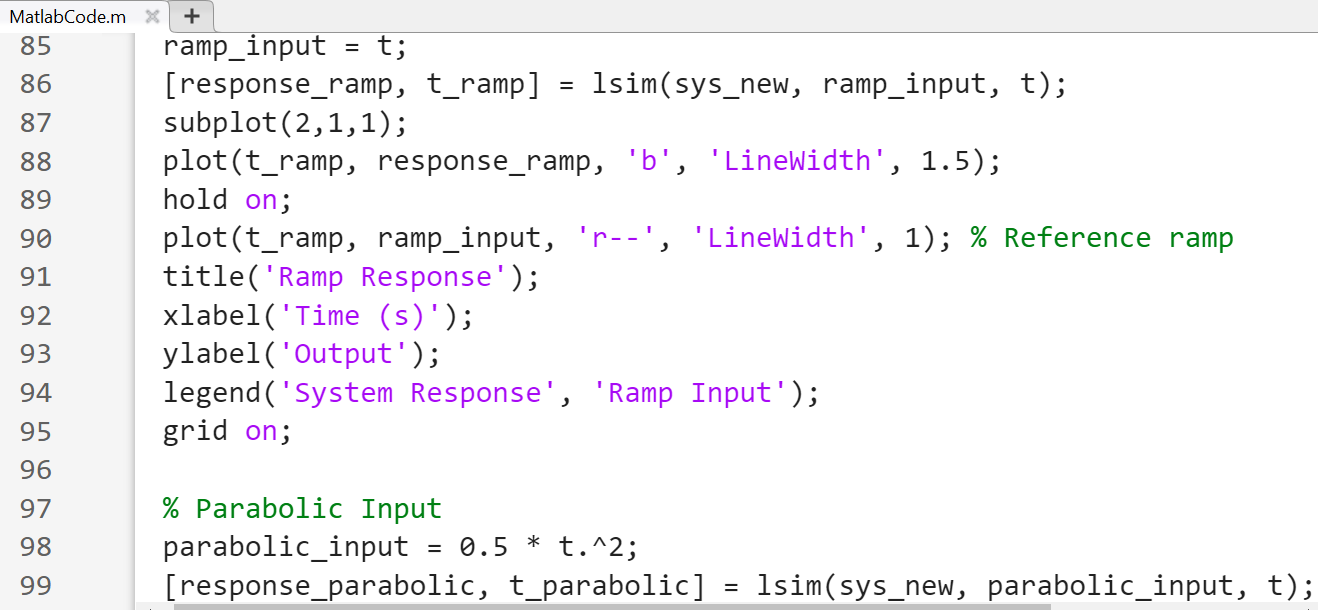 MatlabCode.m × +
85 ramp_input = t;
86 [response_ramp, t_ramp] = lsim(sys_new, ramp_input, t);
87 subplot(2,1,1);
88 plot(t_ramp, response_ramp, 'b', 'LineWidth', 1.5);
89 hold on;
90 plot(t_ramp, ramp_input, 'r--', 'LineWidth', 1); % Reference ramp
91 title('Ramp Response');
92 xlabel('Time (s)');
93 ylabel('Output');
94 legend('System Response', 'Ramp Input');
95 grid on;
96
97 % Parabolic Input
98 parabolic_input = 0.5 * t.^2;
99 [response_parabolic, t_parabolic] = lsim(sys_new, parabolic_input, t);